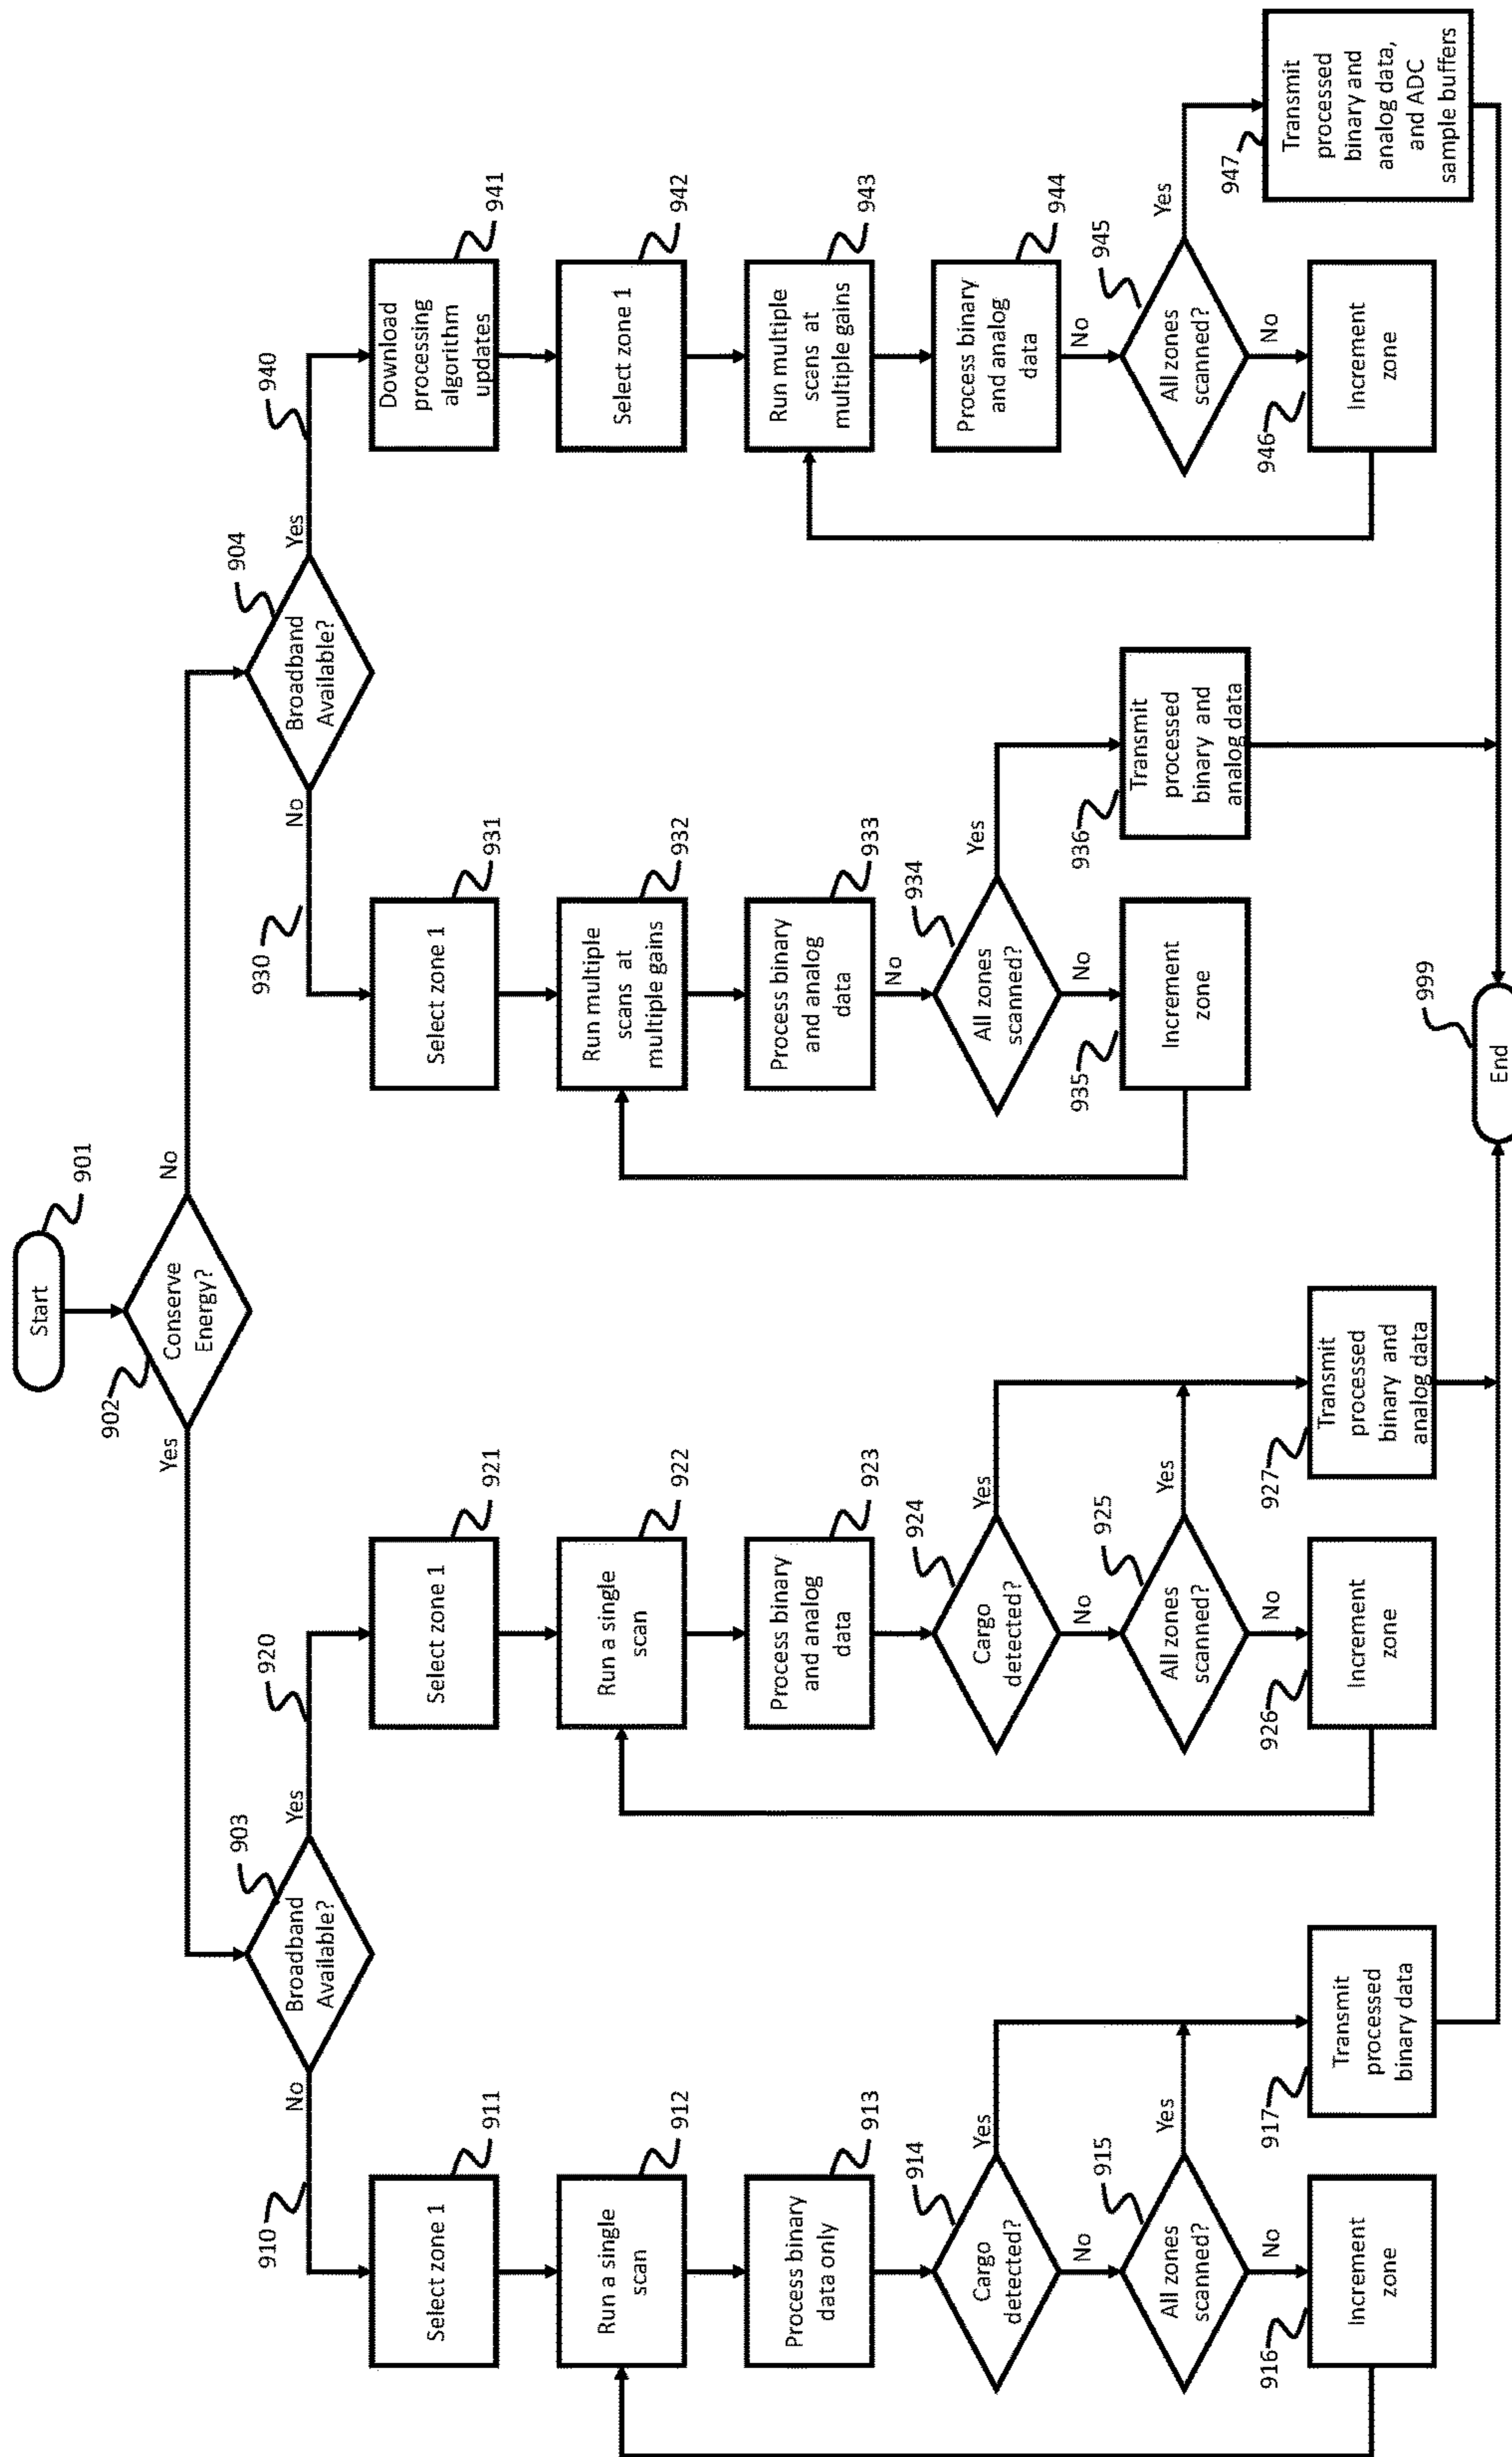 Start
901
902
Conserve
Energy?
Yes
No
903
Broadband
Available?
No
Yes
904
Broadband
Available?
No
Yes
910
Select zone 1
911
Run a single
scan
912
Process binary
data only
913
Cargo
detected?
914
Yes
No
All zones
scanned?
915
Yes
No
916
Increment
zone
917
Transmit
processed
binary data
920
Select zone 1
921
Run a single
scan
922
Process binary
and analog
data
923
Cargo
detected?
924
Yes
No
All zones
scanned?
925
Yes
No
926
Increment
zone
927
Transmit
processed
binary and
analog data
930
Select zone 1
931
Run multiple
scans at
multiple gains
932
Process binary
and analog
data
933
No
All zones
scanned?
934
Yes
No
935
Increment
zone
936
Transmit
processed
binary and
analog data
940
Download
processing
algorithm
updates
941
Select zone 1
942
Run multiple
scans at
multiple gains
943
Process binary
and analog
data
944
No
All zones
scanned?
945
Yes
No
946
Increment
zone
947
Transmit
processed
binary and
analog data,
and ADC
sample buffers
999
End